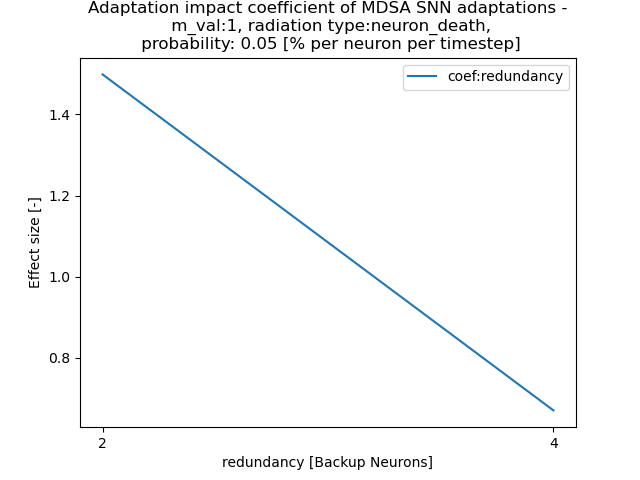 Adaptation impact coefficient of MDSA SNN adaptations -
m_val:1, radiation type:neuron_death,
probability: 0.05 [% per neuron per timestep]
coef:redundancy
1.4
1.2
1.0
0.8
Effect size [-]
2
4
redundancy [Backup Neurons]